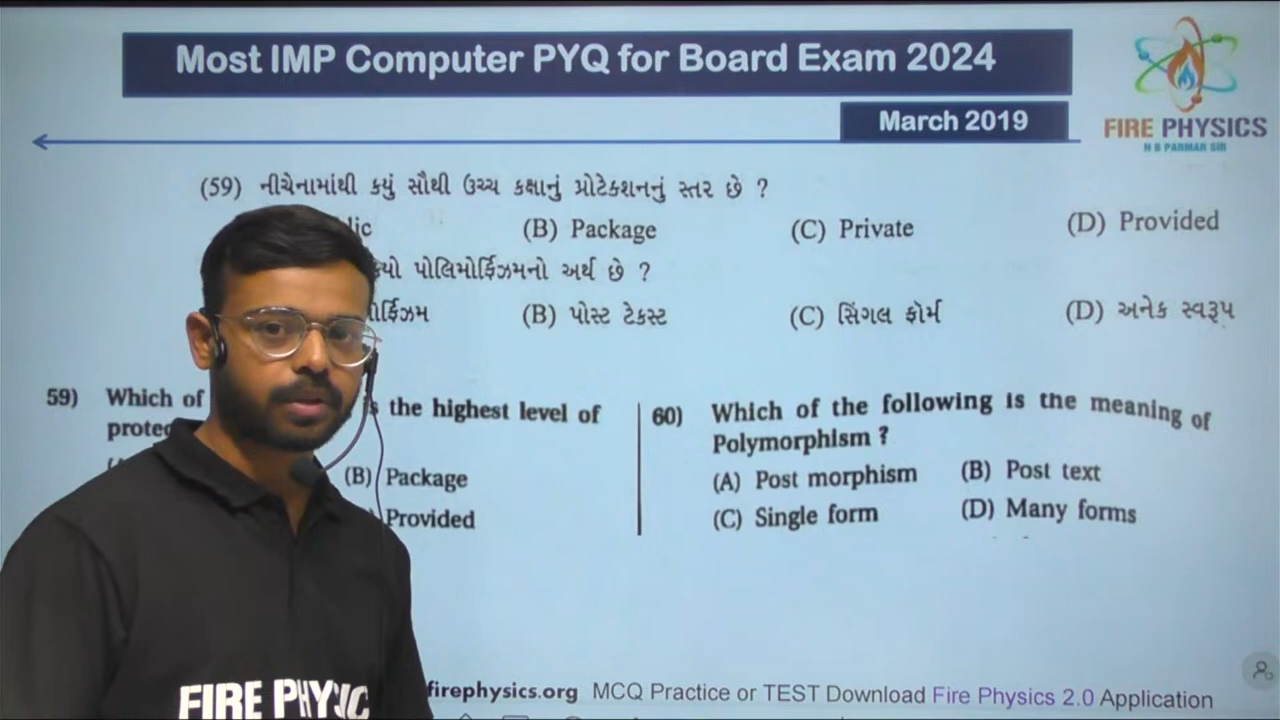 Most IMP Computer PYQ for Board Exam 2024
March 2019
FIRE PHYSICS
H B PARMAR SIR
(59) નીચેનામાંથી કયું સૌથી ઉચ્ચ કક્ષાનું પ્રોટેક્શનનું સ્તર છે ?
(B) Package (C) Private (D) Provided
પોલિમોર્ફિઝમનો અર્થ છે ?
(B) પોસ્ટ ટેક્સ્ટ (C) સિંગલ ફોર્મ (D) અનેક સ્વરૂપ
59) Which of the highest level of
(B) Package
Provided
60) Which of the following is the meaning of
Polymorphism ?
(A) Post morphism (B) Post text
(C) Single form (D) Many forms
FIRE PHYSIC
firephysics.org MCQ Practice or TEST Download Fire Physics 2.0 Application